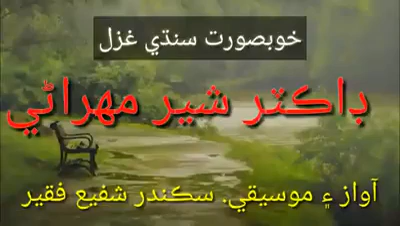 خوبصورت سنڌي غزل
ڊاڪٽر شير مهراڻي
آواز ۽ موسيقي. سڪندر شفيع فقير